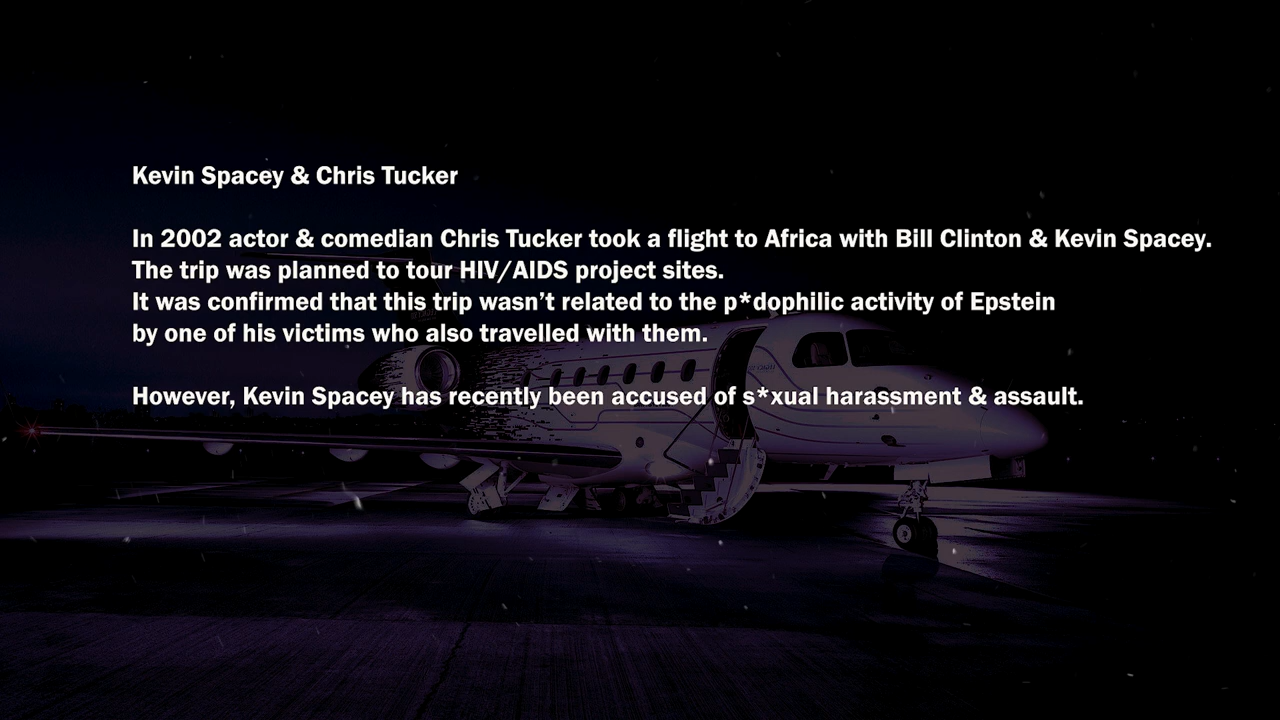 Kevin Spacey & Chris Tucker
In 2002 actor & comedian Chris Tucker took a flight to Africa with Bill Clinton & Kevin Spacey.
The trip was planned to tour HIV/AIDS project sites.
It was confirmed that this trip wasn’t related to the p*dophilic activity of Epstein
by one of his victims who also travelled with them.
However, Kevin Spacey has recently been accused of s*xual harassment & assault.